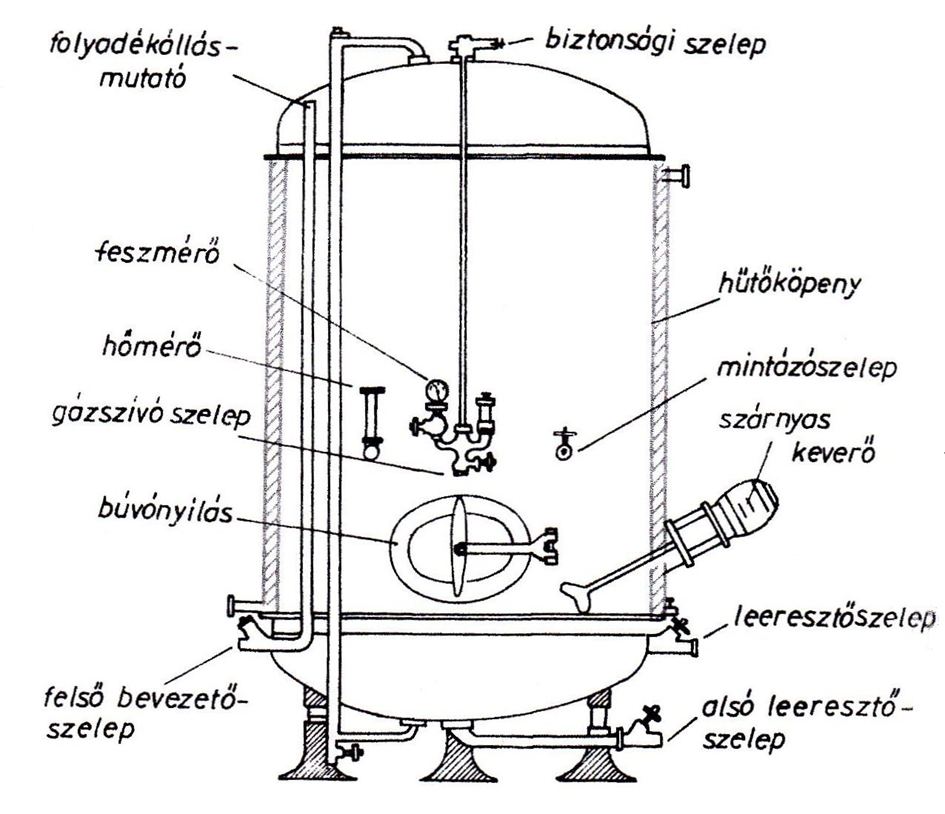 folyadékállás-
mutató
biztonsági szelep
feszmérő
hűtőköpeny
hőmérő
mintázószelep
gázszívó szelep
szárnyas
keverő
búvónyílás
leeresztőszelep
felső bevezető-
szelep
alsó leeresztő-
szelep